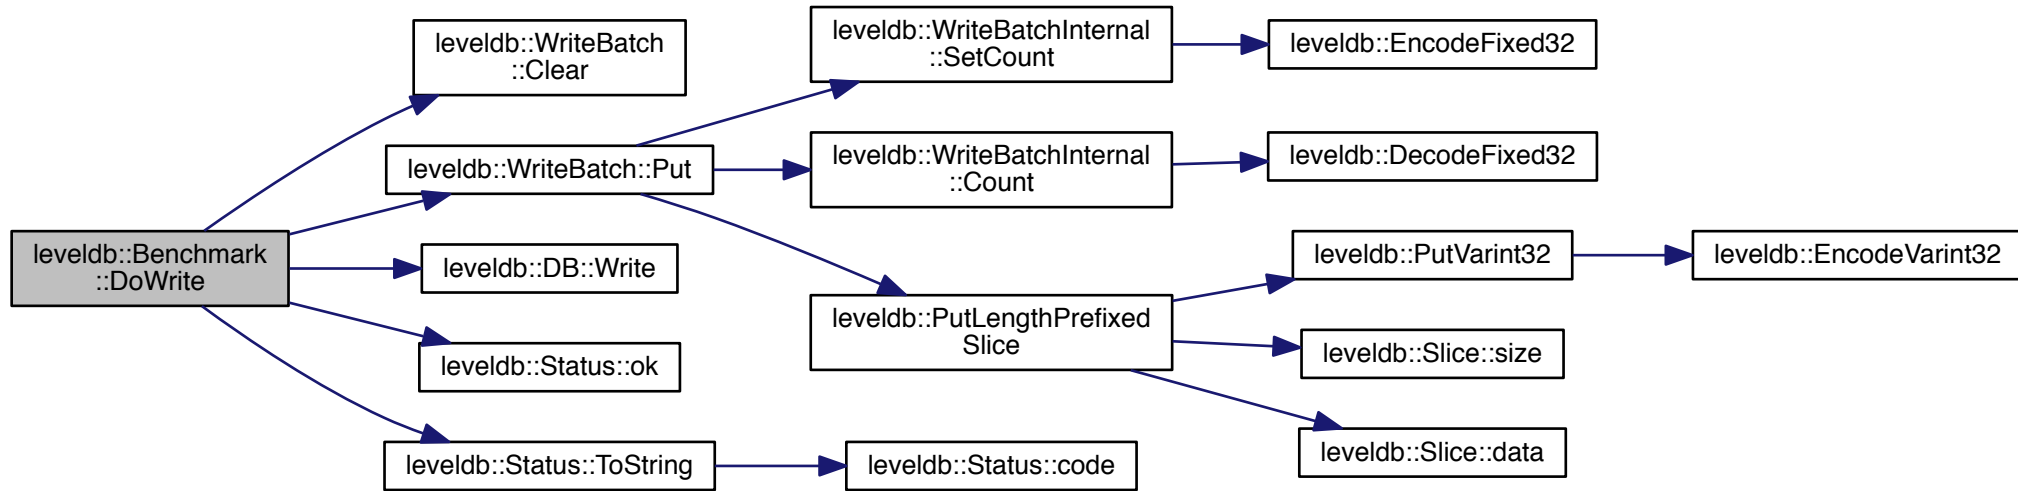 leveldb::Benchmark
::DoWrite
leveldb::WriteBatch
::Clear
leveldb::WriteBatch::Put
leveldb::DB::Write
leveldb::Status::ok
leveldb::Status::ToString
leveldb::WriteBatchInternal
::SetCount
leveldb::WriteBatchInternal
::Count
leveldb::PutLengthPrefixed
Slice
leveldb::Status::code
leveldb::EncodeFixed32
leveldb::DecodeFixed32
leveldb::PutVarint32
leveldb::Slice::size
leveldb::Slice::data
leveldb::EncodeVarint32